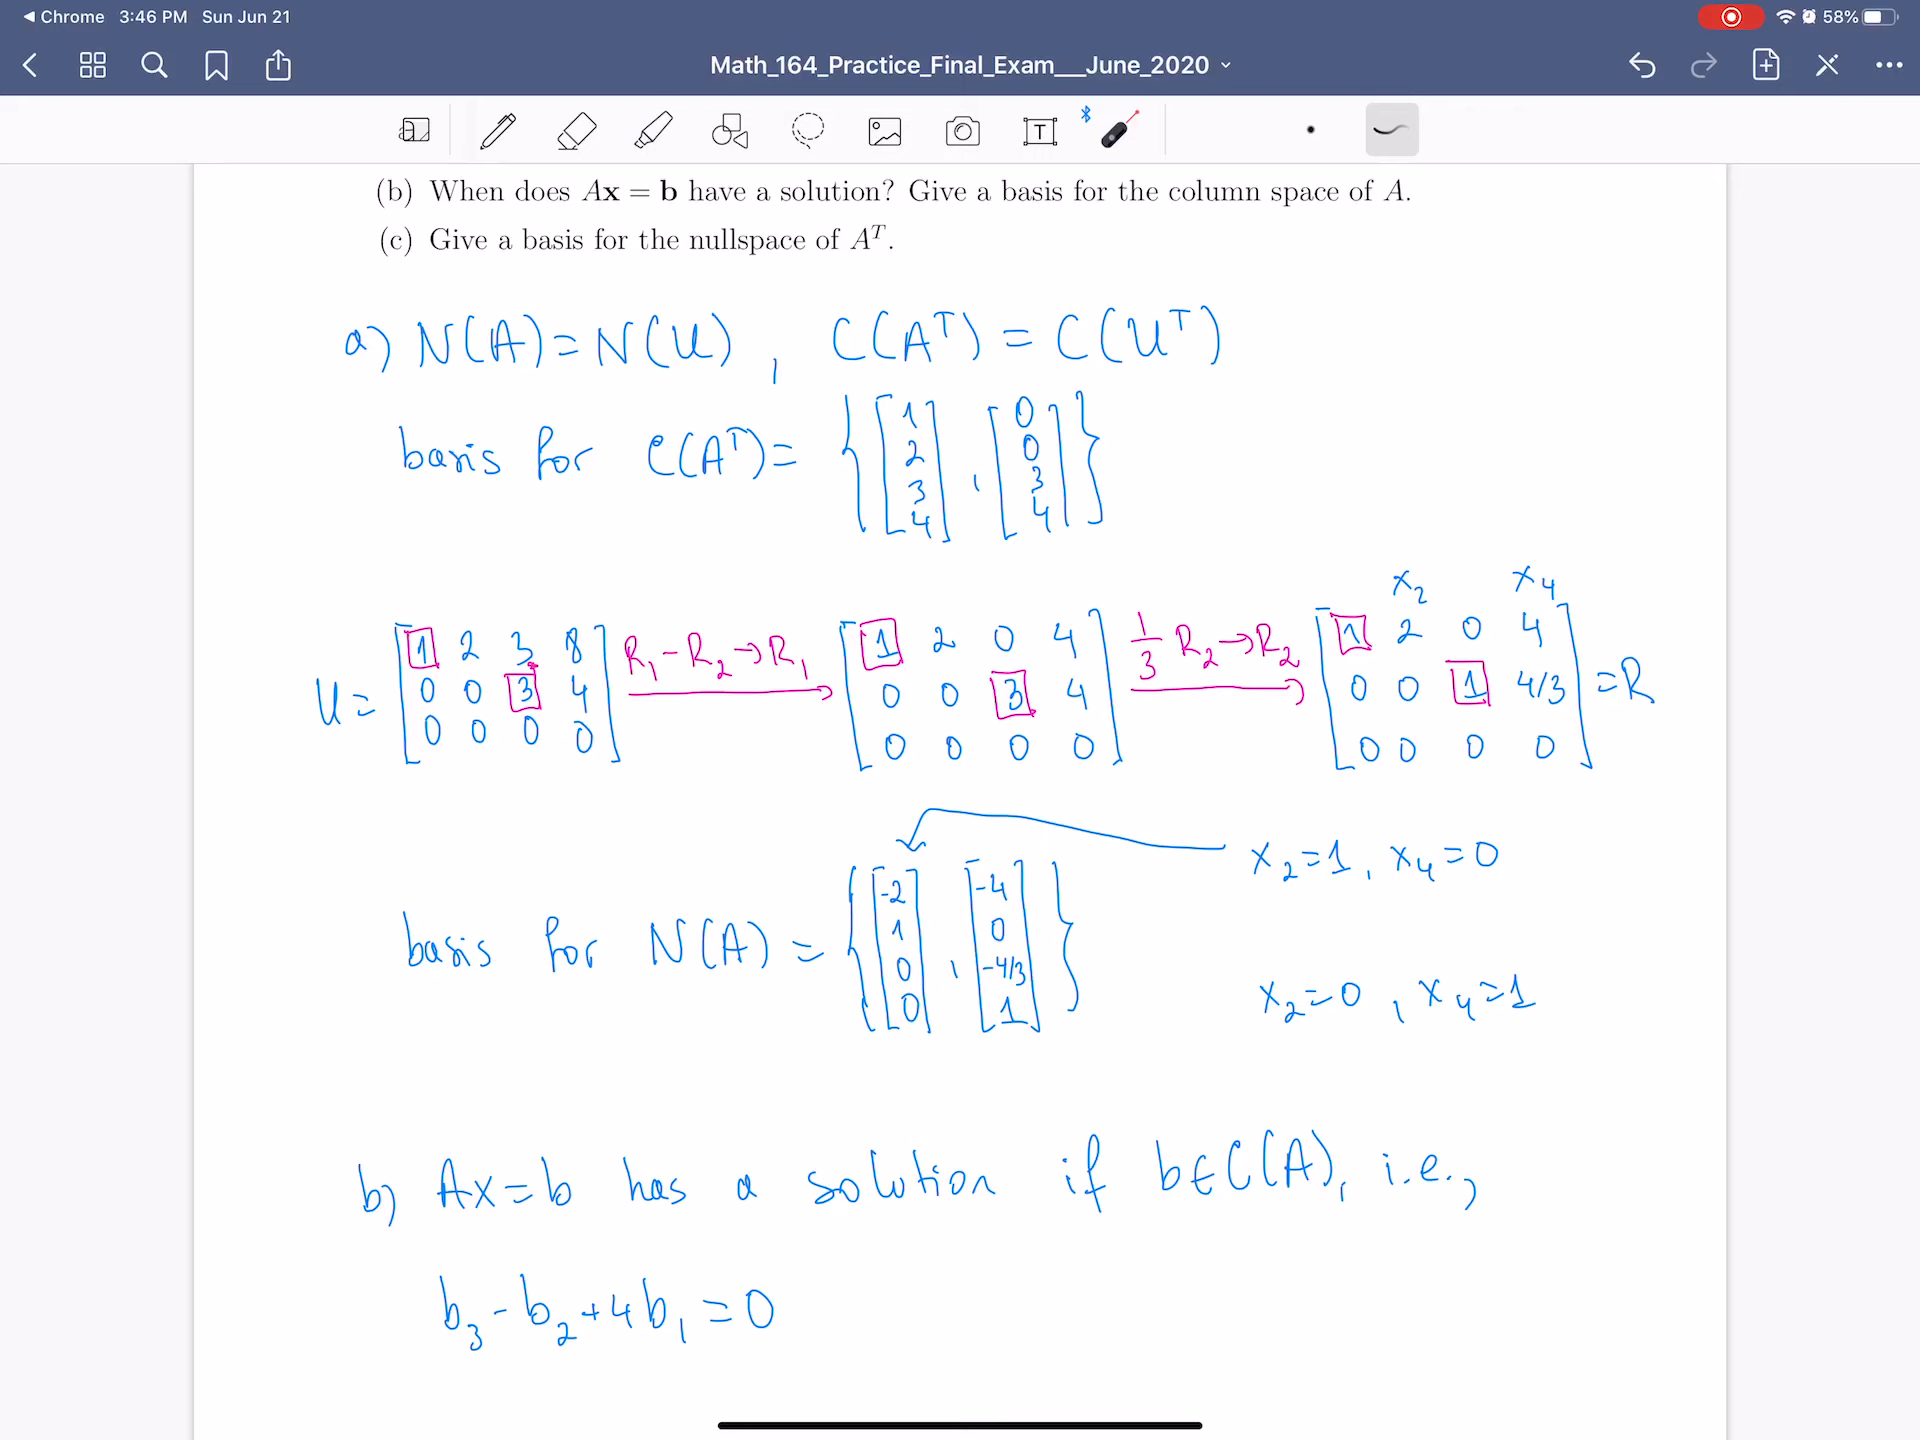 Chrome 3:46 PM Sun Jun 21 58%
Math_164_Practice_Final_Exam___June_2020
(b) When does Ax = b have a solution? Give a basis for the column space of A.
(c) Give a basis for the nullspace of Aᵀ.
a) N(A) = N(U) , C(Aᵀ) = C(Uᵀ)
basis for C(Aᵀ) = { [1 2 3 4] , [0 0 3 4] }
x₂ x₄
U = [1 2 3 8; 0 0 3 4; 0 0 0 0] R₁ - R₂ → R₁ [1 2 0 4; 0 0 3 4; 0 0 0 0] 1/3 R₂ → R₂ [1 2 0 4; 0 0 1 4/3; 0 0 0 0] = R
x₂ = 1, x₄ = 0
basis for N(A) = { [-2 1 0 0] , [-4 0 -4/3 1] }
x₂ = 0, x₄ = 1
b) Ax = b has a solution if b ∈ C(A), i.e.,
b₃ - b₂ + 4b₁ = 0